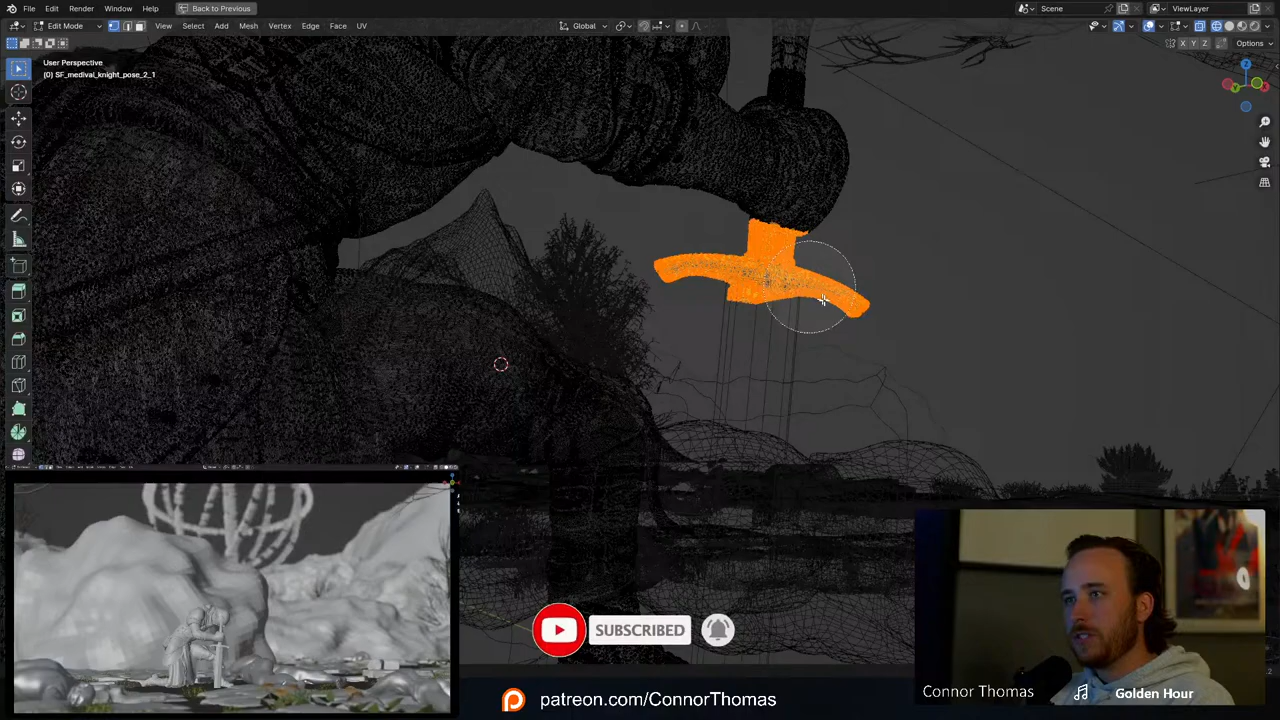 File Edit Render Window Help Back to Previous Scene ViewLayer
Edit Mode View Select Add Mesh Vertex Edge Face UV Global
X Y Z Options
User Perspective
(0) SF_medival_knight_pose_2_1
SUBSCRIBED
patreon.com/ConnorThomas
Connor Thomas
Golden Hour